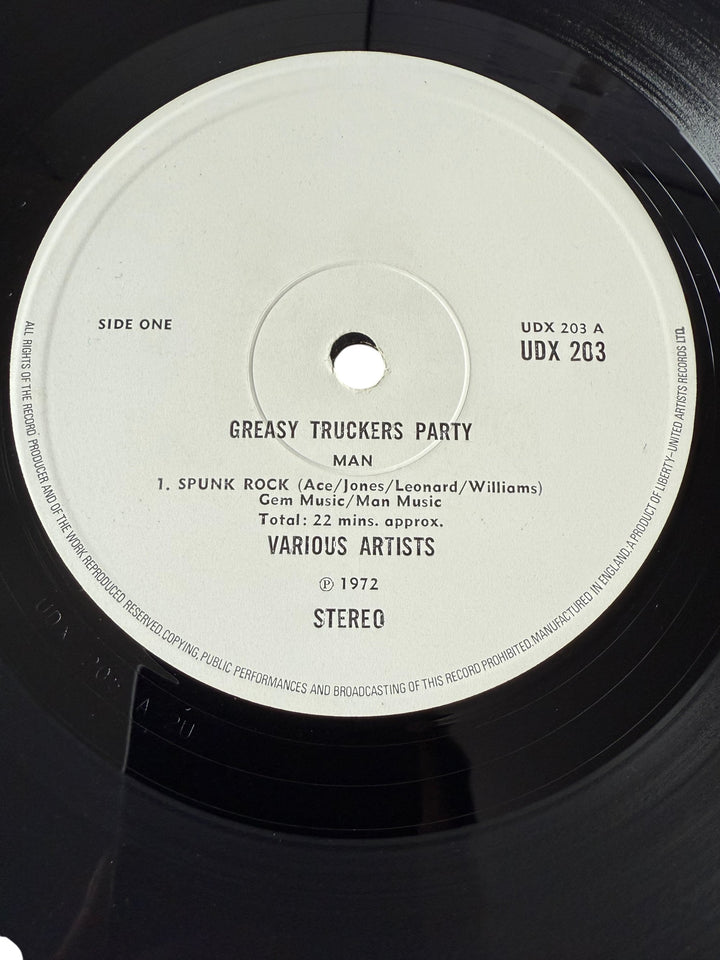 SIDE ONE
UDX 203 A
UDX 203
GREASY TRUCKERS PARTY
MAN
1. SPUNK ROCK (Ace/Jones/Leonard/Williams)
Gem Music/Man Music
Total: 22 mins. approx.
VARIOUS ARTISTS
℗ 1972
STEREO
ALL RIGHTS OF THE RECORD PRODUCER AND OF THE WORK REPRODUCED RESERVED. COPYING, PUBLIC PERFORMANCES AND BROADCASTING OF THIS RECORD PROHIBITED. MANUFACTURED IN ENGLAND. A PRODUCT OF LIBERTY-UNITED ARTISTS RECORDS LTD.
UDX 203 A 2U